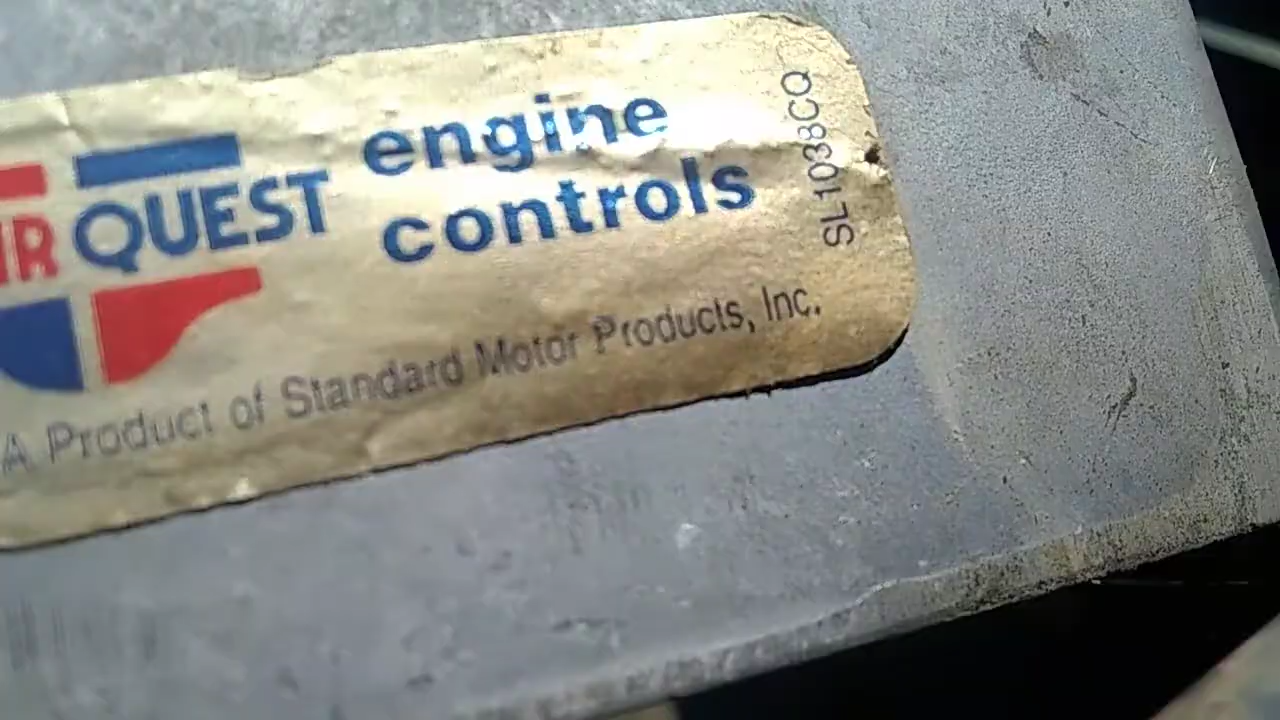 QUEST
engine
controls
A Product of Standard Motor Products, Inc.
SL1038CQ